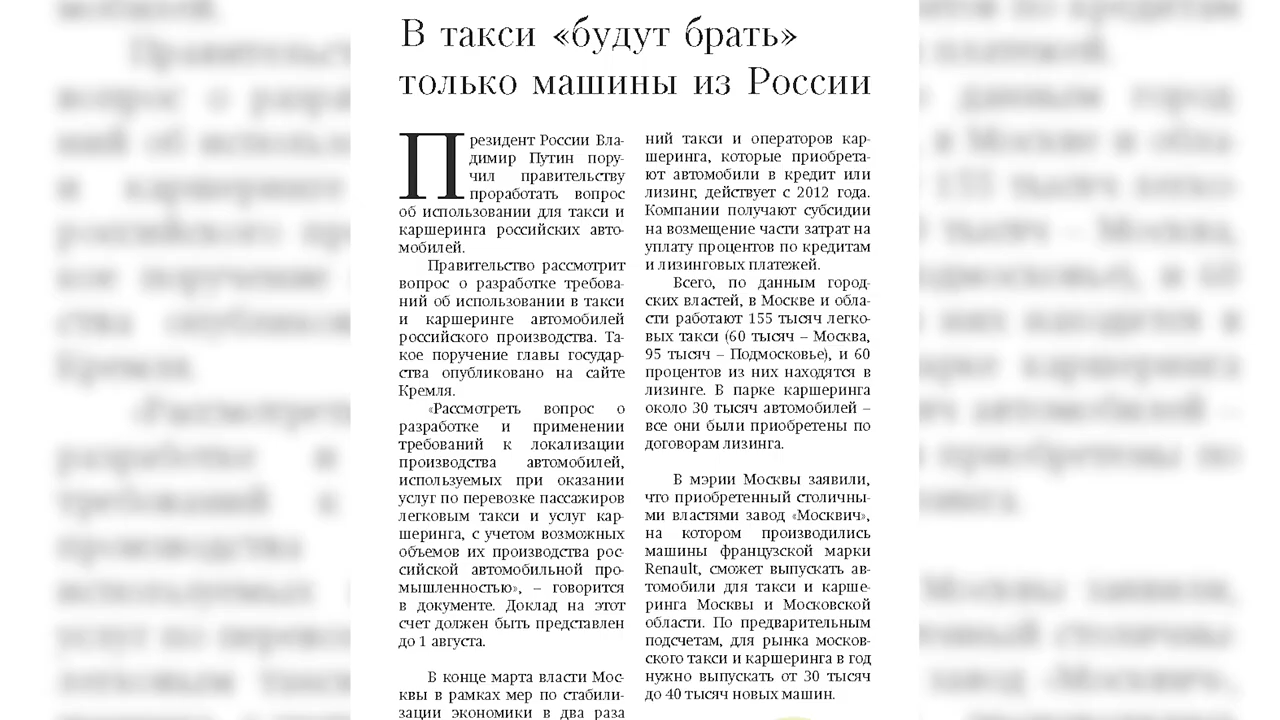 В такси «будут брать»
только машины из России
Президент России Вла-
димир Путин пору-
чил правительству
проработать вопрос
об использовании для такси и
каршеринга российских авто-
мобилей.
Правительство рассмотрит
вопрос о разработке требова-
ний об использовании в такси
и каршеринге автомобилей
российского производства. Та-
кое поручение главы государ-
ства опубликовано на сайте
Кремля.
«Рассмотреть вопрос о
разработке и применении
требований к локализации
производства автомобилей,
используемых при оказании
услуг по перевозке пассажиров
легковым такси и услуг кар-
шеринга, с учетом возможных
объемов их производства рос-
сийской автомобильной про-
мышленностью», – говорится
в документе. Доклад на этот
счет должен быть представлен
до 1 августа.
В конце марта власти Мос-
квы в рамках мер по стабили-
зации экономики в два раза
ний такси и операторов кар-
шеринга, которые приобрета-
ют автомобили в кредит или
лизинг, действует с 2012 года.
Компании получают субсидии
на возмещение части затрат на
уплату процентов по кредитам
и лизинговых платежей.
Всего, по данным город-
ских властей, в Москве и обла-
сти работают 155 тысяч легко-
вых такси (60 тысяч – Москва,
95 тысяч – Подмосковье), и 60
процентов из них находятся в
лизинге. В парке каршеринга
около 30 тысяч автомобилей –
все они были приобретены по
договорам лизинга.
В мэрии Москвы заявили,
что приобретенный столичны-
ми властями завод «Москвич»,
на котором производились
машины французской марки
Renault, сможет выпускать ав-
томобили для такси и карше-
ринга Москвы и Московской
области. По предварительным
подсчетам, для рынка москов-
ского такси и каршеринга в год
нужно выпускать от 30 тысяч
до 40 тысяч новых машин.